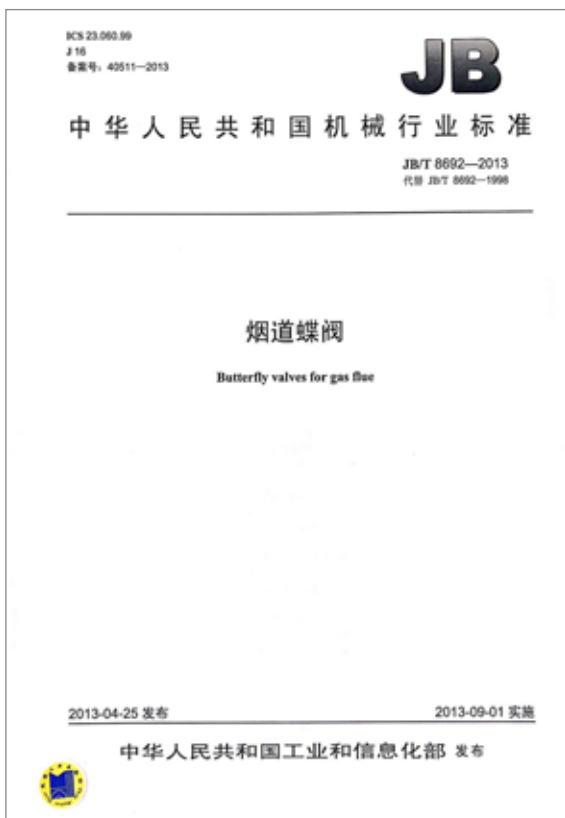 ICS 23.060.99
J 16
备案号：40511—2013
JB
中华人民共和国机械行业标准
JB/T 8692—2013
代替 JB/T 8692—1998
烟道蝶阀
Butterfly valves for gas flue
2013-04-25 发布
2013-09-01 实施
中华人民共和国工业和信息化部 发布